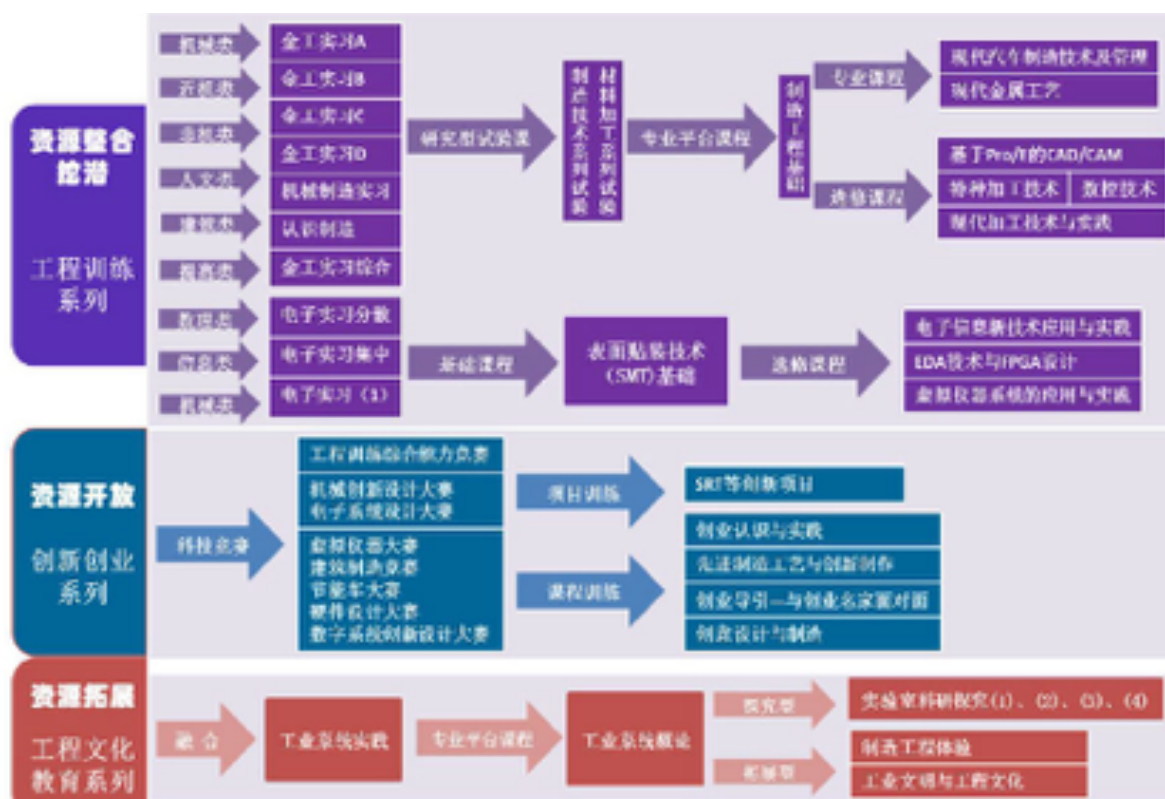 资源整合
挖潜
工程训练
系列
机械类
近机类
非机类
人文类
建筑类
提高类
数理类
信息类
机械类
金工实习A
金工实习B
金工实习C
金工实习D
机械制造实习
认识制造
金工实习综合
电子实习分散
电子实习集中
电子实习（1）
研究型试验课
制造技术系列试验
材料加工系列试验
专业平台课程
制造工程基础
专业课程
现代汽车制造技术及管理
现代金属工艺
选修课程
基于Pro/E的CAD/CAM
特种加工技术
数控技术
现代加工技术与实践
基础课程
表面贴装技术
(SMT)基础
选修课程
电子信息新技术应用与实践
EDA技术与FPGA设计
虚拟仪器系统的应用与实践
资源开放
创新创业
系列
科技竞赛
工程训练综合能力竞赛
机械创新设计大赛
电子系统设计大赛
虚拟仪器大赛
建筑制造竞赛
节能车大赛
硬件设计大赛
数字系统创新设计大赛
项目训练
SRT等创新项目
课程训练
创业认识与实践
先进制造工艺与创新制作
创业导引—与创业名家面对面
创意设计与制造
资源拓展
工程文化
教育系列
融 合
工业系统实践
专业平台课程
工业系统概论
探究型
实验室科研探究(1)、(2)、(3)、(4)
拓展型
制造工程体验
工业文明与工程文化